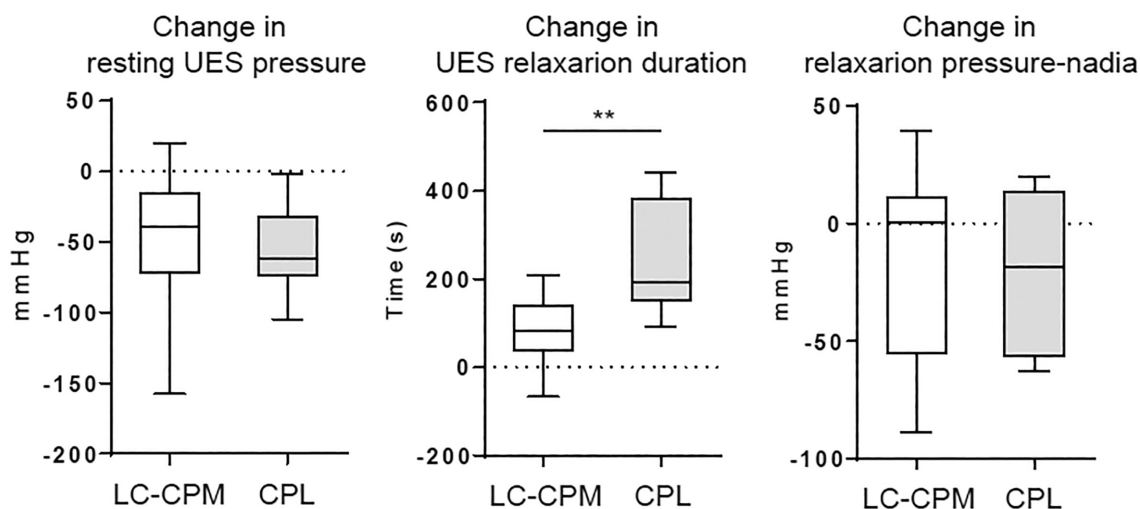 Change in
resting UES pressure
50
0
-50
-100
-150
-200
mmHg
LC-CPM CPL
Change in
UES relaxarion duration
600
400
200
0
-200
Time (s)
**
LC-CPM CPL
Change in
relaxarion pressure-nadia
50
0
-50
-100
mmHg
LC-CPM CPL